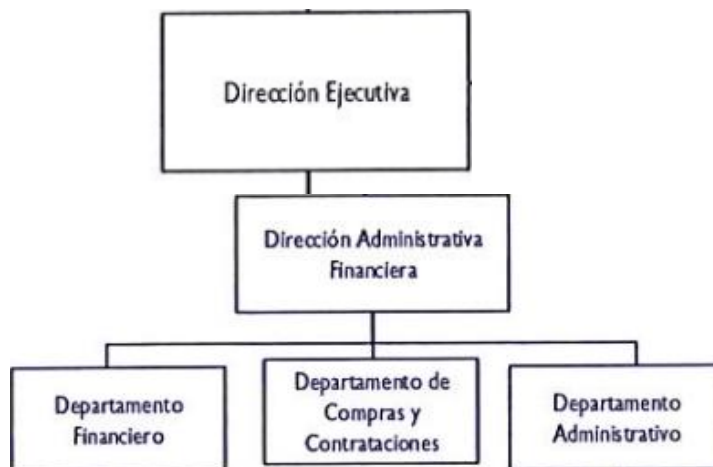 Dirección Ejecutiva
Dirección Administrativa
Financiera
Departamento
Financiero
Departamento de
Compras y
Contrataciones
Departamento
Administrativo